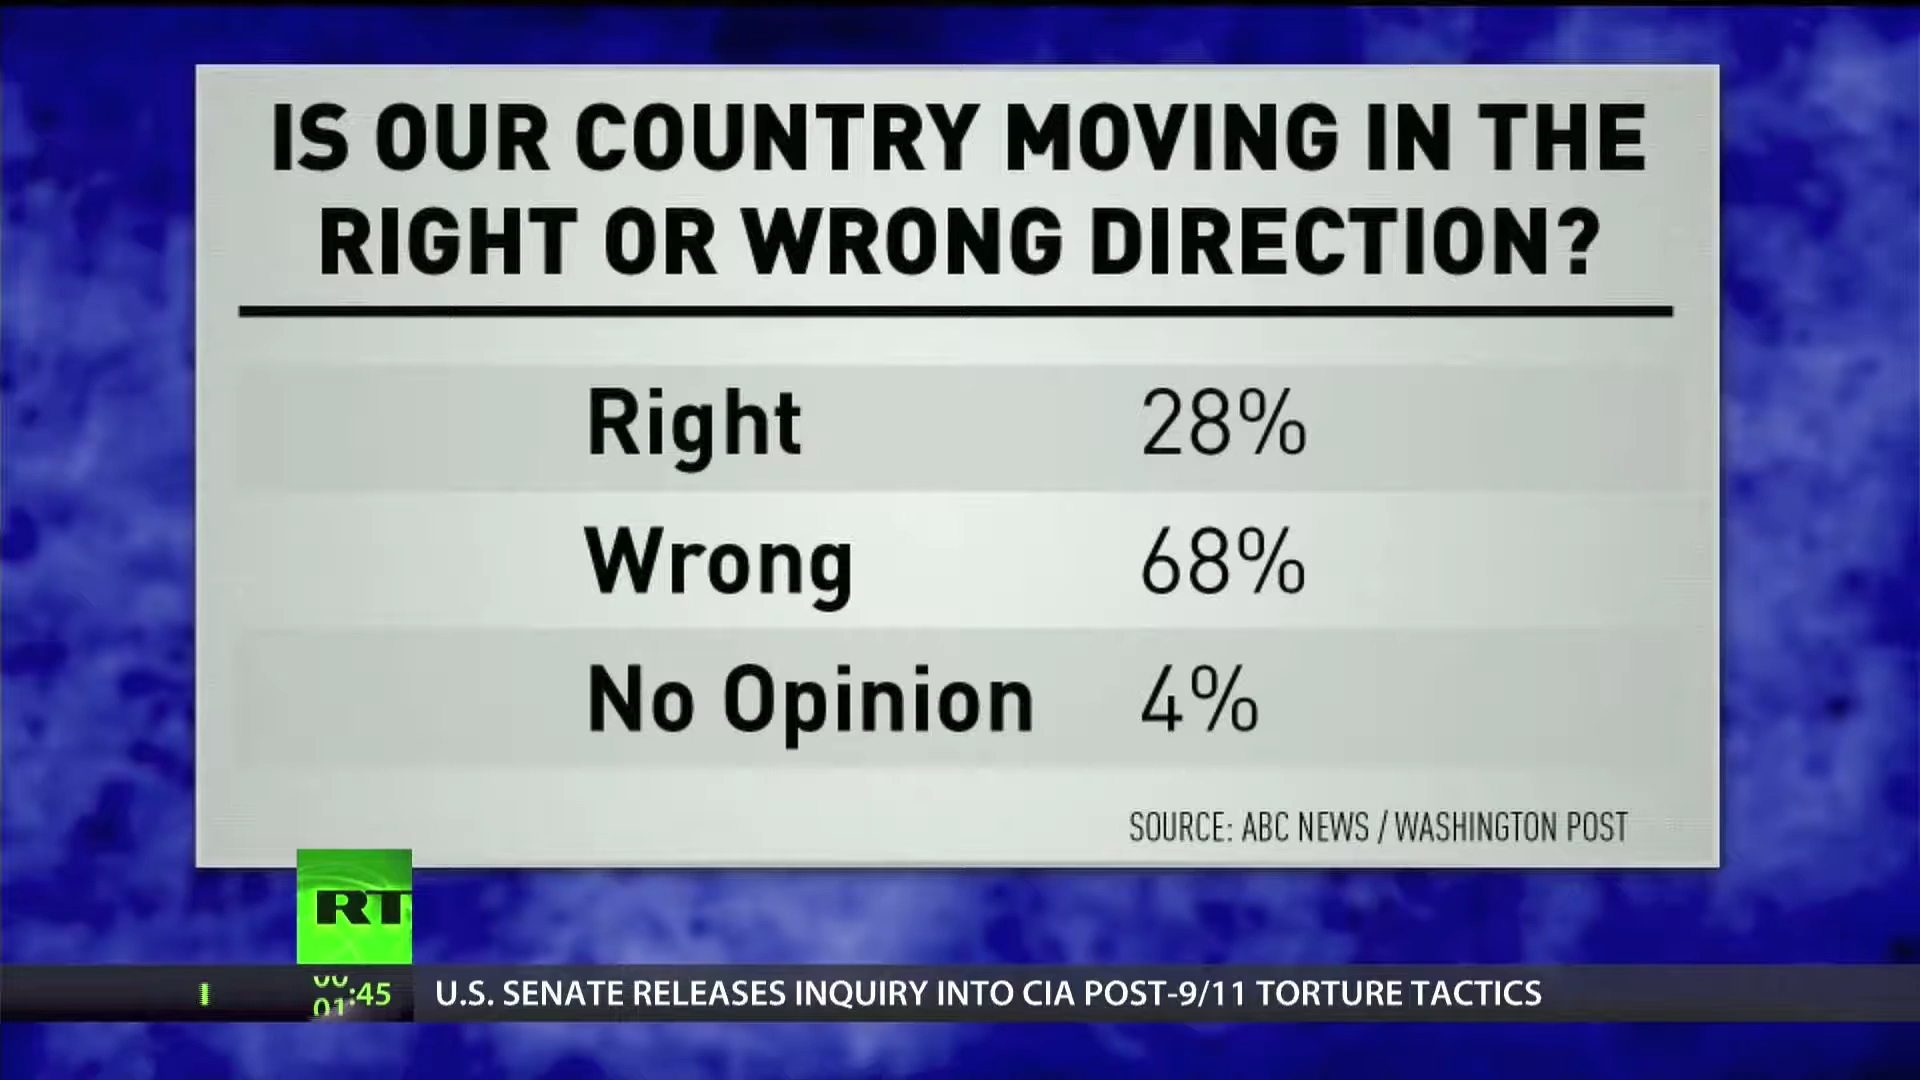 IS OUR COUNTRY MOVING IN THE
RIGHT OR WRONG DIRECTION?
Right 28%
Wrong 68%
No Opinion 4%
SOURCE: ABC NEWS / WASHINGTON POST
RT
:45 U.S. SENATE RELEASES INQUIRY INTO CIA POST-9/11 TORTURE TACTICS